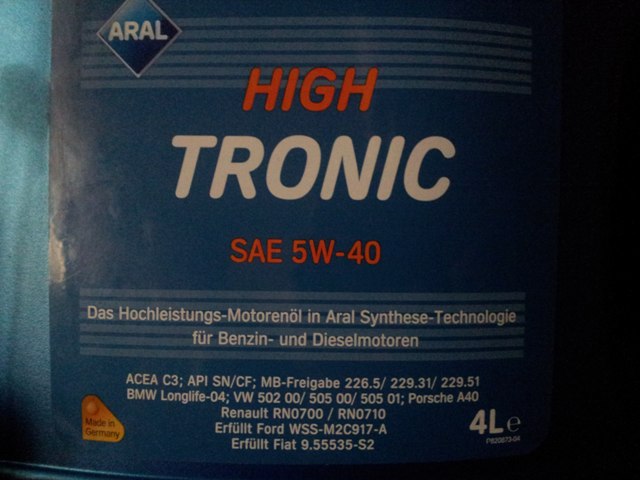 ARAL
HIGH
TRONIC
SAE 5W-40
Das Hochleistungs-Motorenöl in Aral Synthese-Technologie
für Benzin- und Dieselmotoren
ACEA C3; API SN/CF; MB-Freigabe 226.5/ 229.31/ 229.51
BMW Longlife-04; VW 502 00/ 505 00/ 505 01; Porsche A40
Renault RN0700 / RN0710
Erfüllt Ford WSS-M2C917-A
Erfüllt Fiat 9.55535-S2
Made in
Germany
4L e